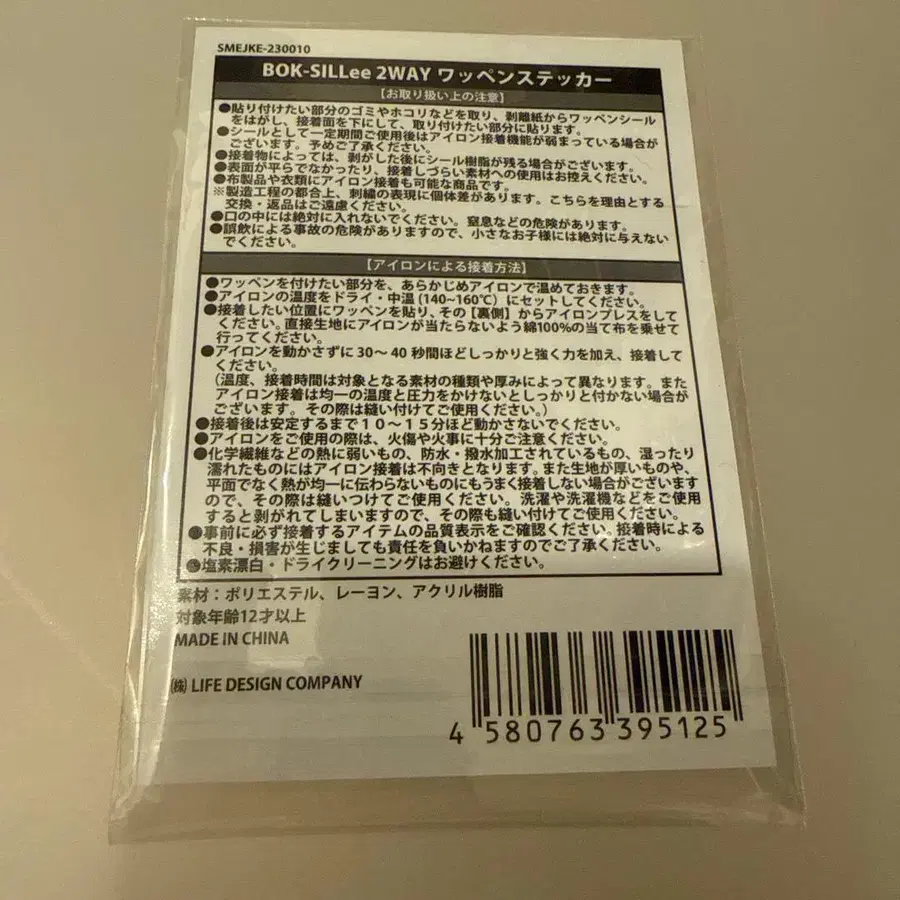 SMEJKE-230010
BOK-SILLee 2WAY ワッペンステッカー
【お取り扱い上の注意】
●貼り付けたい部分のゴミやホコリなどを取り、剥離紙からワッペンシール
をはがし、接着面を下にして、取り付けたい部分に貼ります。
●シールとして一定期間ご使用後はアイロン接着機能が弱まっている場合が
ございます。予めご了承ください。
●接着物によっては、剥がした後にシール樹脂が残る場合がございます。
●表面が平らでなかったり、接着しづらい素材への使用はお控えください。
●布製品や衣類にアイロン接着も可能な商品です。
※製造工程の都合上、刺繍の表現に個体差があります。こちらを理由とする
交換・返品はご遠慮ください。
●口の中には絶対に入れないでください。窒息などの危険があります。
●誤飲による事故の危険がありますので、小さなお子様には絶対に与えない
でください。
【アイロンによる接着方法】
●ワッペンを付けたい部分を、あらかじめアイロンで温めておきます。
●アイロンの温度をドライ・中温(140~160℃)にセットしてください。
●接着したい位置にワッペンを貼り、その【裏側】からアイロンプレスをして
ください。直接生地にアイロンが当たらないよう綿100%の当て布を乗せて
行ってください。
●アイロンを動かさずに30〜40秒間ほどしっかりと強く力を加え、接着して
ください。
(温度、接着時間は対象となる素材の種類や厚みによって異なります。また
アイロン接着は均一の温度と圧力をかけないとしっかりと付かない場合が
ございます。その際は縫い付けてご使用ください。)
●接着後は安定するまで10〜15分ほど動かさないでください。
●アイロンをご使用の際は、火傷や火事に十分ご注意ください。
●化学繊維などの熱に弱いもの、防水・撥水加工されているもの、湿ったり
濡れたものにはアイロン接着は不向きとなります。また生地が厚いものや、
平面でなく熱が均一に伝わらないものにもうまく接着しない場合がございます
ので、その際は縫いつけてご使用ください。洗濯や洗濯機などをご使用
すると剥がれてしまいますので、その際も縫い付けてご使用ください。
●事前に必ず接着するアイテムの品質表示をご確認ください。接着時による
不良・損害が生じましても責任を負いかねますのでご了承ください。
●塩素漂白・ドライクリーニングはお避けください。
素材：ポリエステル、レーヨン、アクリル樹脂
対象年齢12才以上
MADE IN CHINA
㈱ LIFE DESIGN COMPANY
4 580763 395125